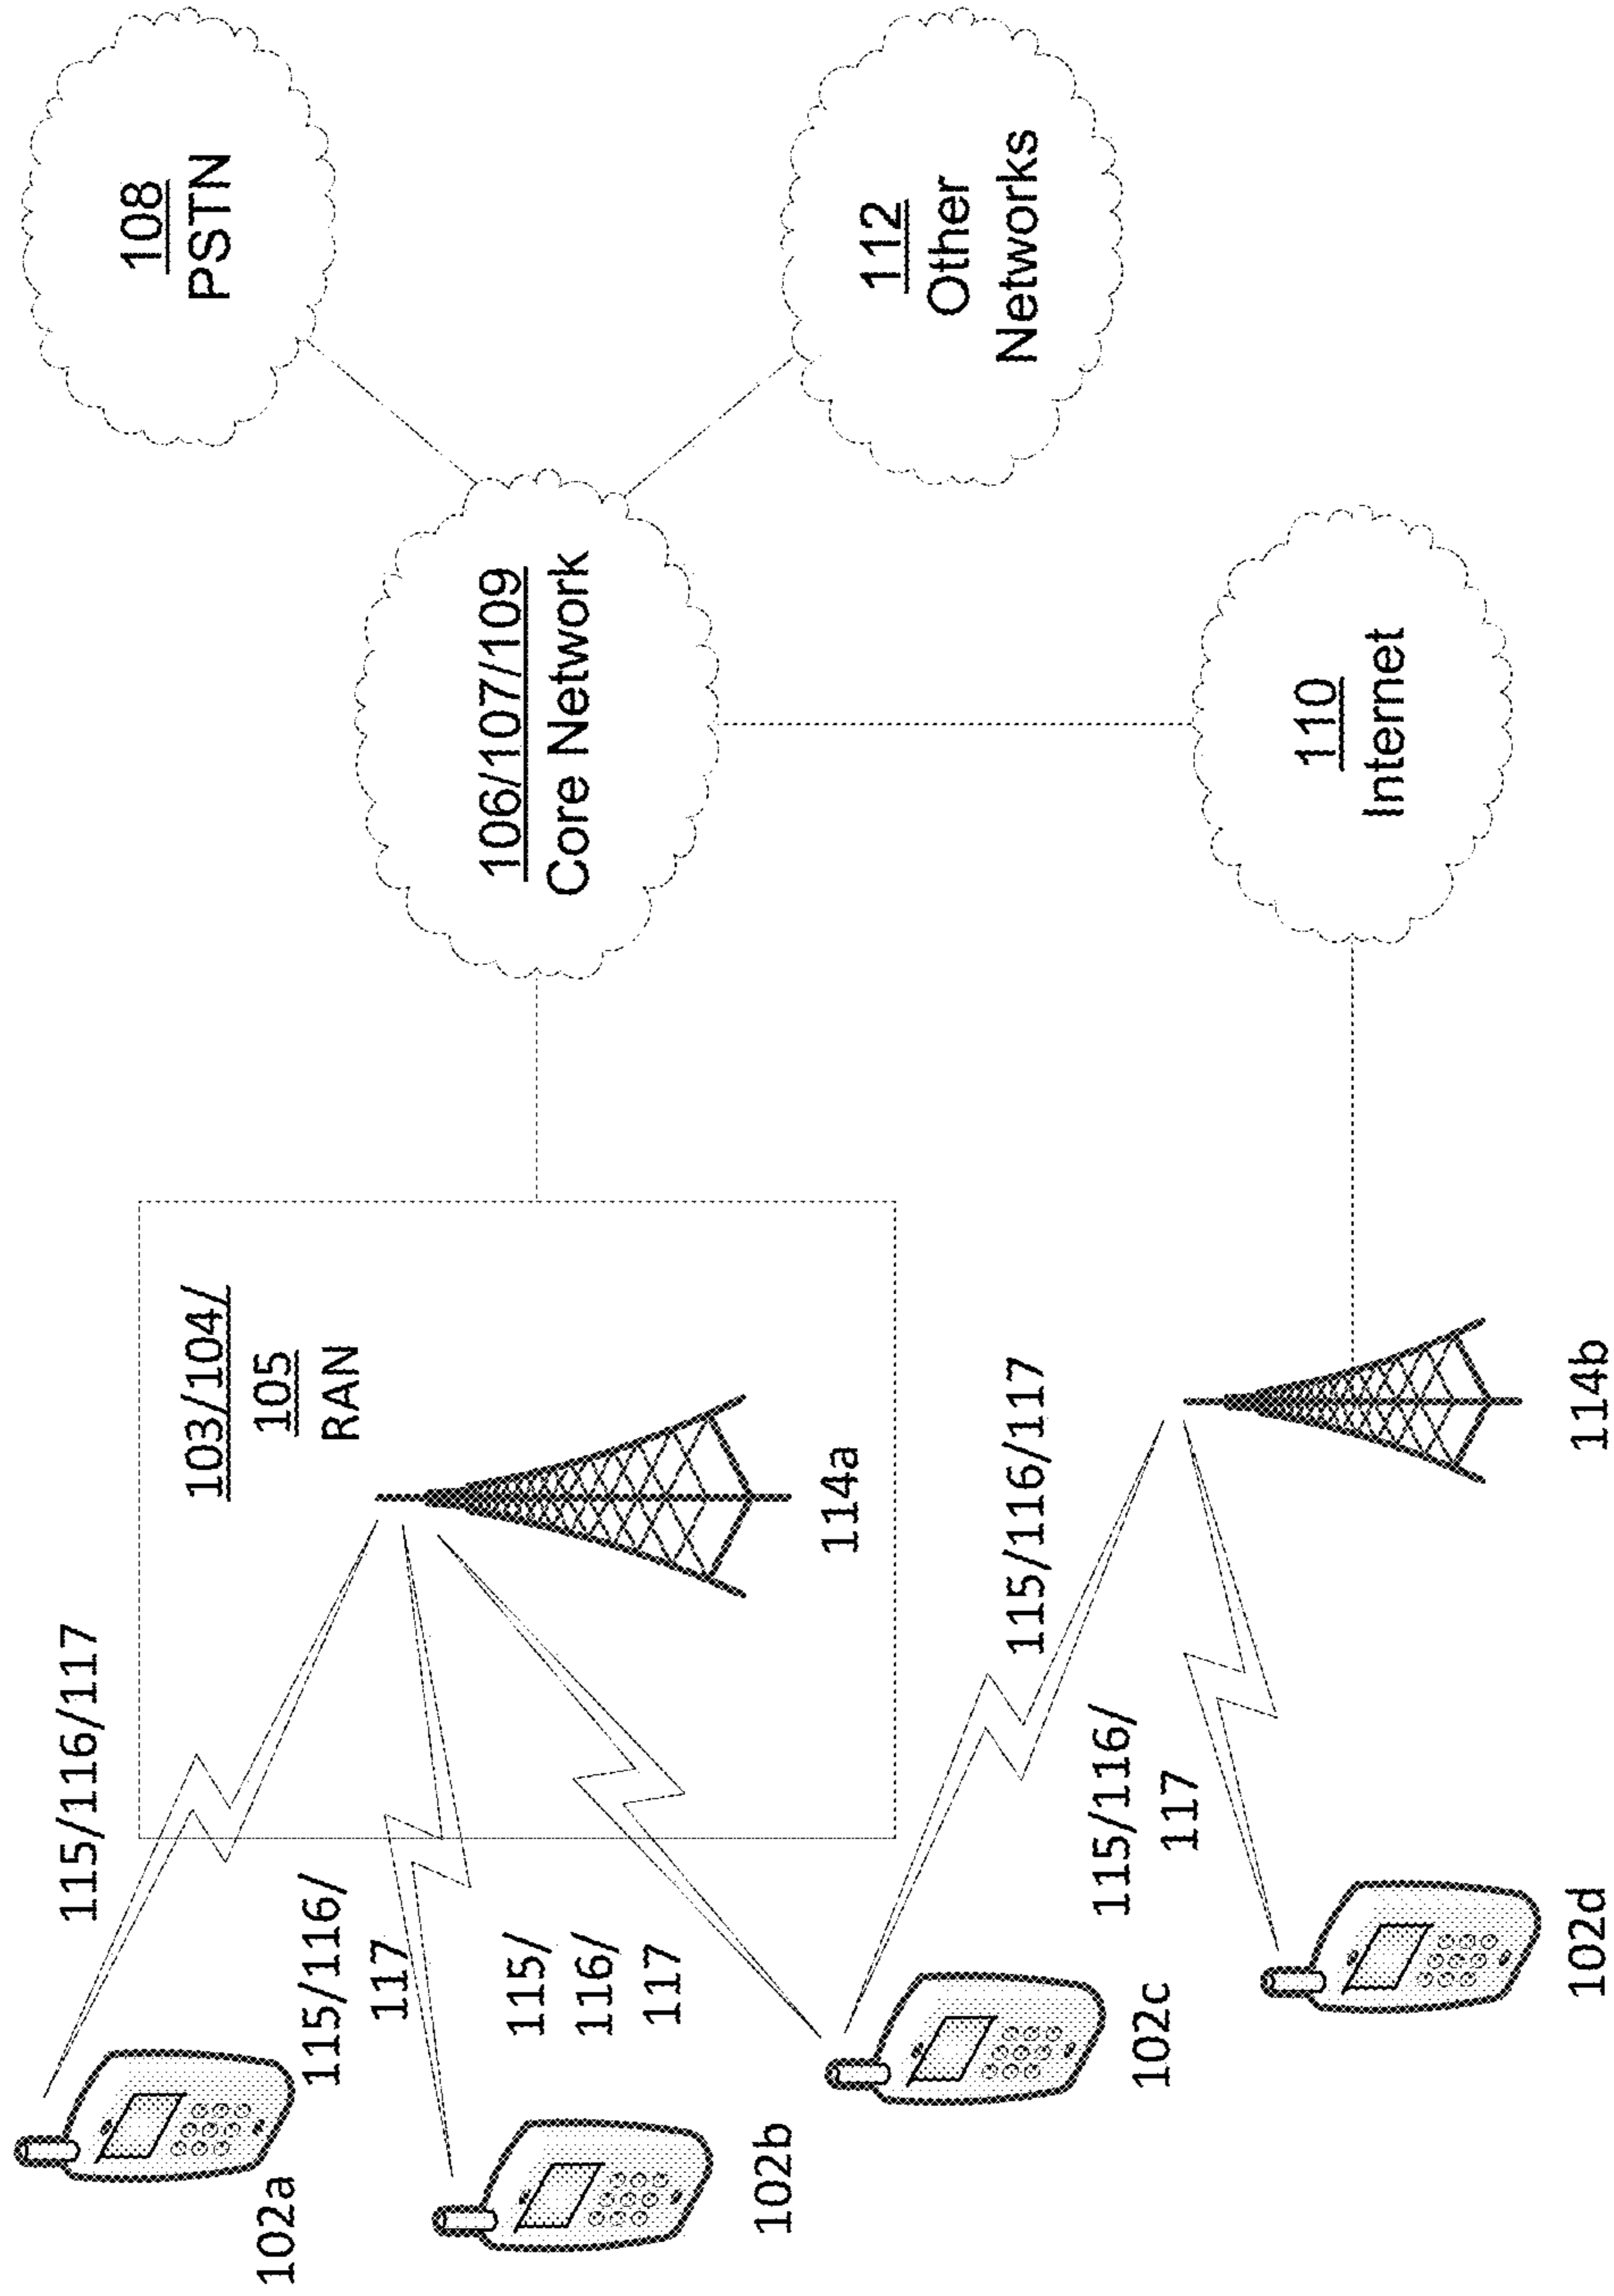 115/116/117
102a
115/116/
117
102b
115/
116/
117
103/104/
105
RAN
114a
102c
115/116/117
115/116/
117
102d
114b
106/107/109
Core Network
108
PSTN
112
Other
Networks
110
Internet